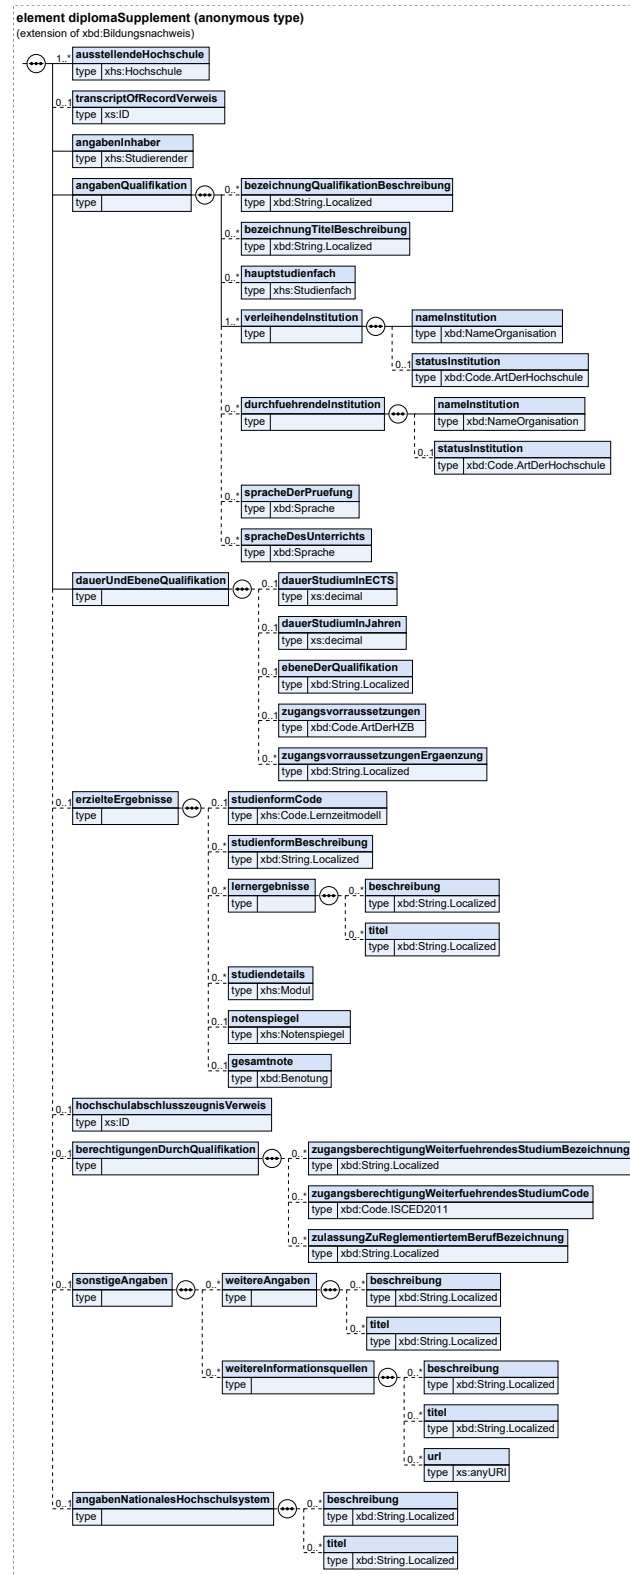 element diplomaSupplement (anonymous type)
(extension of xbd:Bildungsnachweis)
1..* ausstellendeHochschule
type xhs:Hochschule
0..1 transcriptOfRecordVerweis
type xs:ID
angabenInhaber
type xhs:Studierender
angabenQualifikation
type
0..* bezeichnungQualifikationBeschreibung
type xbd:String.Localized
0..* bezeichnungTitelBeschreibung
type xbd:String.Localized
0..* hauptstudienfach
type xhs:Studienfach
1..* verleihendeInstitution
type
nameInstitution
type xbd:NameOrganisation
0..1 statusInstitution
type xbd:Code.ArtDerHochschule
0..* durchfuehrendeInstitution
type
nameInstitution
type xbd:NameOrganisation
0..1 statusInstitution
type xbd:Code.ArtDerHochschule
0..* spracheDerPruefung
type xbd:Sprache
0..* spracheDesUnterrichts
type xbd:Sprache
dauerUndEbeneQualifikation
type
0..1 dauerStudiumInECTS
type xs:decimal
0..1 dauerStudiumInJahren
type xs:decimal
0..1 ebeneDerQualifikation
type xbd:String.Localized
0..1 zugangsvorraussetzungen
type xbd:Code.ArtDerHZB
0..* zugangsvorraussetzungenErgaenzung
type xbd:String.Localized
0..1 erzielteErgebnisse
type
0..1 studienformCode
type xhs:Code.Lernzeitmodell
0..* studienformBeschreibung
type xbd:String.Localized
0..* lernergebnisse
type
0..* beschreibung
type xbd:String.Localized
0..* titel
type xbd:String.Localized
0..* studiendetails
type xhs:Modul
0..1 notenspiegel
type xhs:Notenspiegel
0..1 gesamtnote
type xbd:Benotung
0..1 hochschulabschlusszeugnisVerweis
type xs:ID
0..1 berechtigungenDurchQualifikation
type
0..* zugangsberechtigungWeiterfuehrendesStudiumBezeichnung
type xbd:String.Localized
0..* zugangsberechtigungWeiterfuehrendesStudiumCode
type xbd:Code.ISCED2011
0..* zulassungZuReglementiertemBerufBezeichnung
type xbd:String.Localized
0..1 sonstigeAngaben
type
0..* weitereAngaben
type
0..* beschreibung
type xbd:String.Localized
0..* titel
type xbd:String.Localized
0..* weitereInformationsquellen
type
0..* beschreibung
type xbd:String.Localized
0..* titel
type xbd:String.Localized
0..* url
type xs:anyURI
0..1 angabenNationalesHochschulsystem
type
0..* beschreibung
type xbd:String.Localized
0..* titel
type xbd:String.Localized